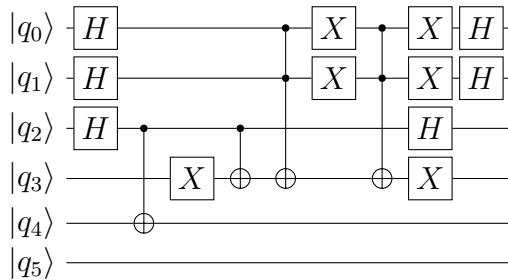 |q0⟩ H X X H
|q1⟩ H X X H
|q2⟩ H H
|q3⟩ X X
|q4⟩
|q5⟩